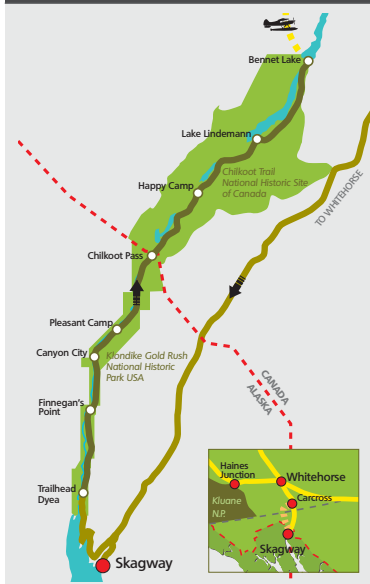 Bennet Lake
Lake Lindemann
Chilkoot Trail
National Historic Site
of Canada
Happy Camp
TO WHITEHORSE
Chilkoot Pass
Pleasant Camp
Canyon City
Klondike Gold Rush
National Historic
Park USA
CANADA
ALASKA
Finnegan's
Point
Trailhead
Dyea
Skagway
Haines
Junction
Whitehorse
Kluane
N.P.
Carcross
Skagway